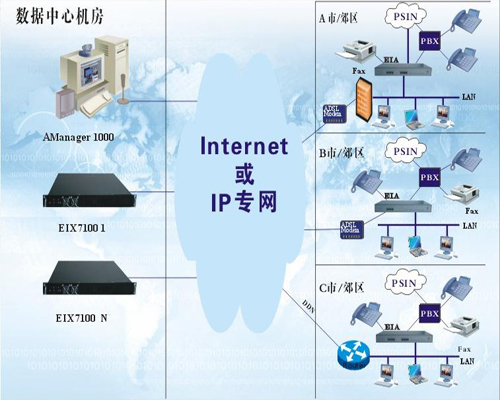 数据中心机房
AManager 1000
EIX7100 1
EIX7100 N
Internet
或
IP专网
A市/郊区
PSIN
PBX
Fax
EIA
LAN
ADSL
Modem
B市/郊区
PSIN
PBX
EIA
Fax
LAN
ADSL
Modem
C市/郊区
PSIN
PBX
EIA
Fax
LAN
DDN